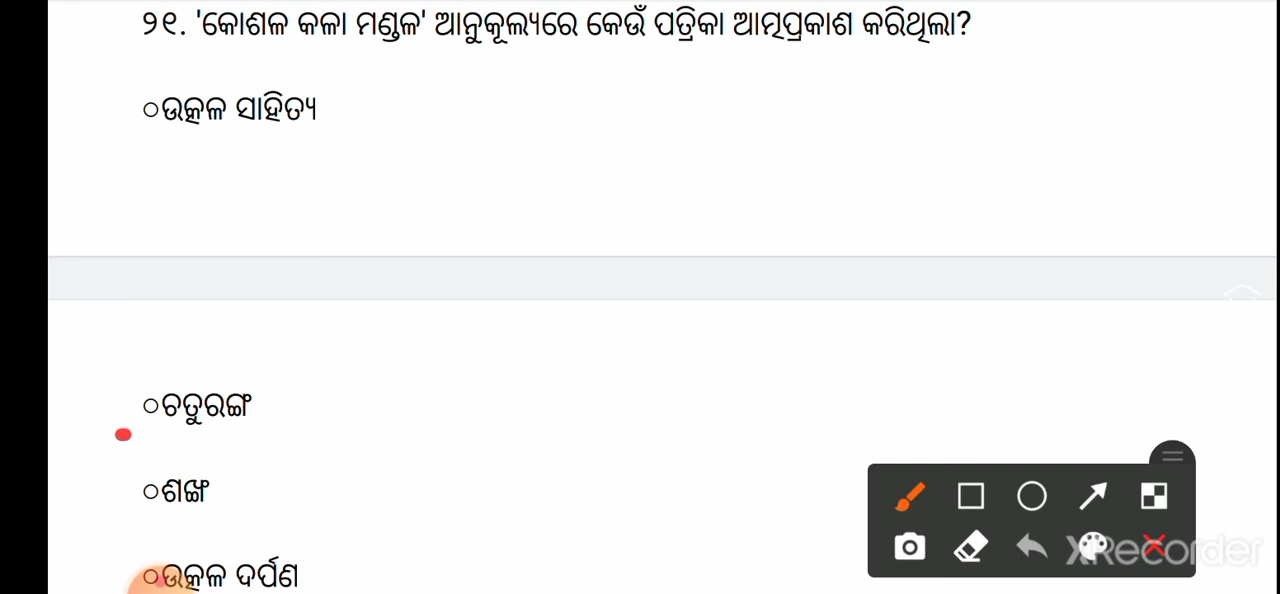 ୨୧. 'କୋଶଳ କଳା ମଣ୍ଡଳ' ଆନୁକୂଲ୍ୟରେ କେଉଁ ପତ୍ରିକା ଆତ୍ମପ୍ରକାଶ କରିଥିଲା?
○ଉତ୍କଳ ସାହିତ୍ୟ
○ଚତୁରଙ୍ଗ
○ଶଙ୍ଖ
○ଉତ୍କଳ ଦର୍ପଣ
XRecorder